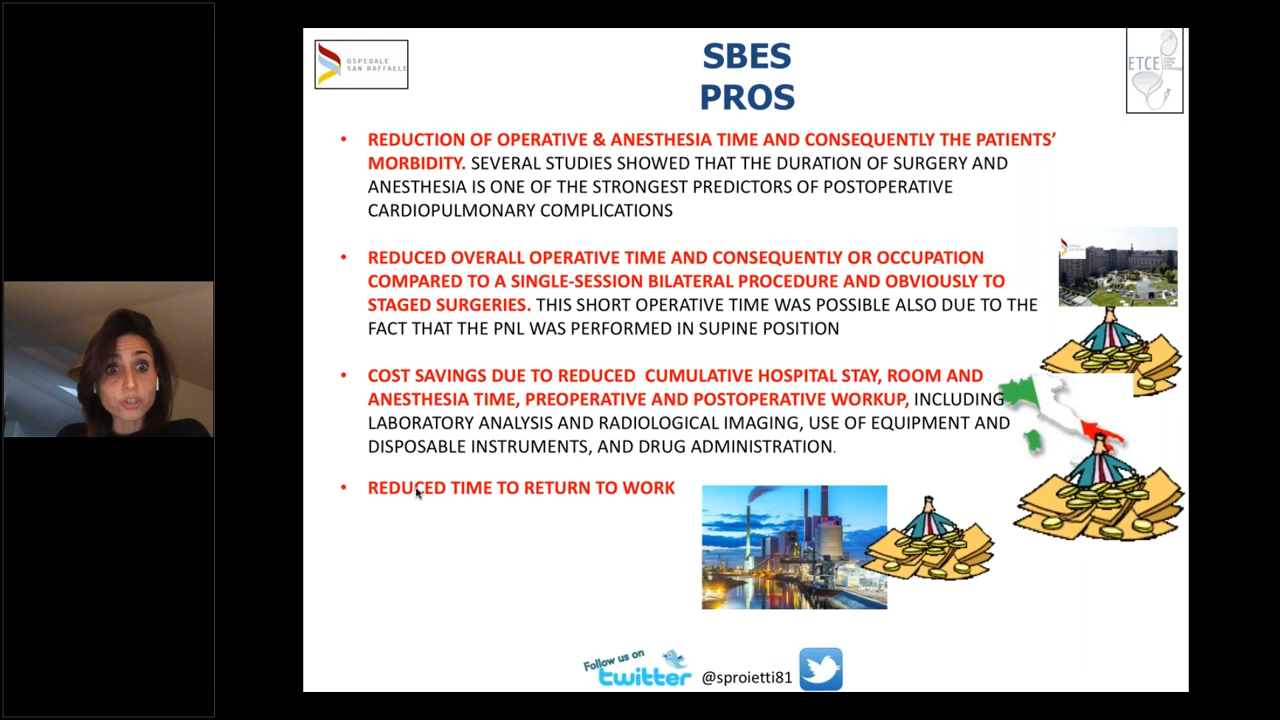 OSPEDALE
SAN RAFFAELE
SBES
PROS
ETCE
• REDUCTION OF OPERATIVE & ANESTHESIA TIME AND CONSEQUENTLY THE PATIENTS’
MORBIDITY. SEVERAL STUDIES SHOWED THAT THE DURATION OF SURGERY AND
ANESTHESIA IS ONE OF THE STRONGEST PREDICTORS OF POSTOPERATIVE
CARDIOPULMONARY COMPLICATIONS
• REDUCED OVERALL OPERATIVE TIME AND CONSEQUENTLY OR OCCUPATION
COMPARED TO A SINGLE-SESSION BILATERAL PROCEDURE AND OBVIOUSLY TO
STAGED SURGERIES. THIS SHORT OPERATIVE TIME WAS POSSIBLE ALSO DUE TO THE
FACT THAT THE PNL WAS PERFORMED IN SUPINE POSITION
• COST SAVINGS DUE TO REDUCED CUMULATIVE HOSPITAL STAY, ROOM AND
ANESTHESIA TIME, PREOPERATIVE AND POSTOPERATIVE WORKUP, INCLUDING
LABORATORY ANALYSIS AND RADIOLOGICAL IMAGING, USE OF EQUIPMENT AND
DISPOSABLE INSTRUMENTS, AND DRUG ADMINISTRATION.
• REDUCED TIME TO RETURN TO WORK
Follow us on
twitter
@sproietti81